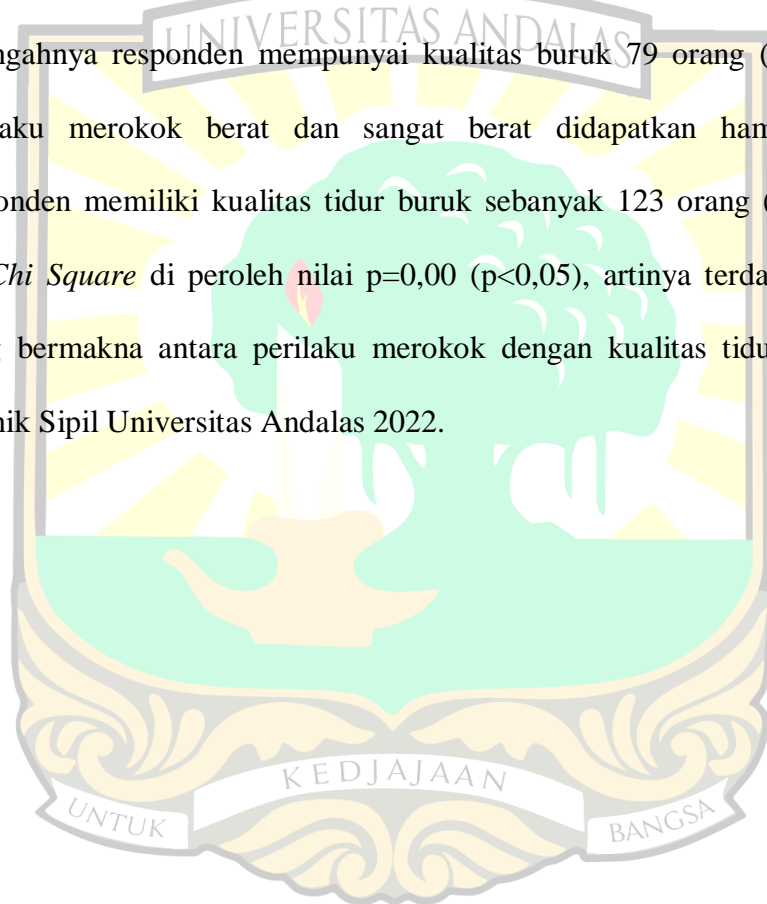 UNIVERSITAS ANDALAS
ngahnya responden mempunyai kualitas buruk 79 orang (
laku merokok berat dan sangat berat didapatkan ham
onden memiliki kualitas tidur buruk sebanyak 123 orang (
Chi Square di peroleh nilai p=0,00 (p<0,05), artinya terda
g bermakna antara perilaku merokok dengan kualitas tidu
nik Sipil Universitas Andalas 2022.
UNTUK KEDJAJAAN BANGSA